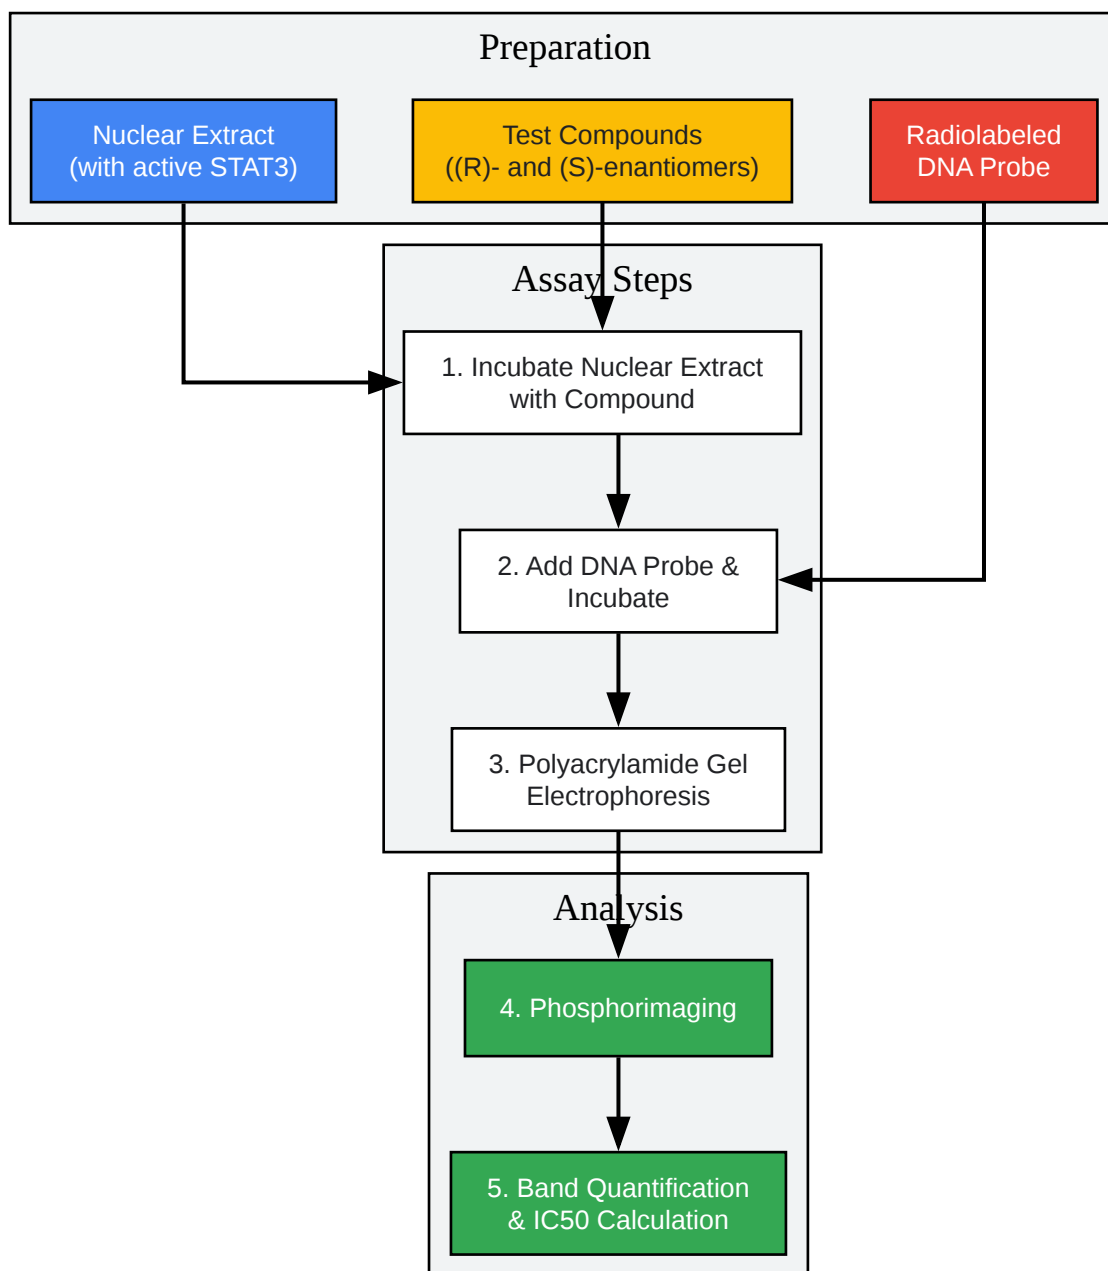 Preparation
Nuclear Extract
(with active STAT3)
Test Compounds
((R)- and (S)-enantiomers)
Radiolabeled
DNA Probe
Assay Steps
1. Incubate Nuclear Extract
with Compound
2. Add DNA Probe &
Incubate
3. Polyacrylamide Gel
Electrophoresis
Analysis
4. Phosphorimaging
5. Band Quantification
& IC50 Calculation